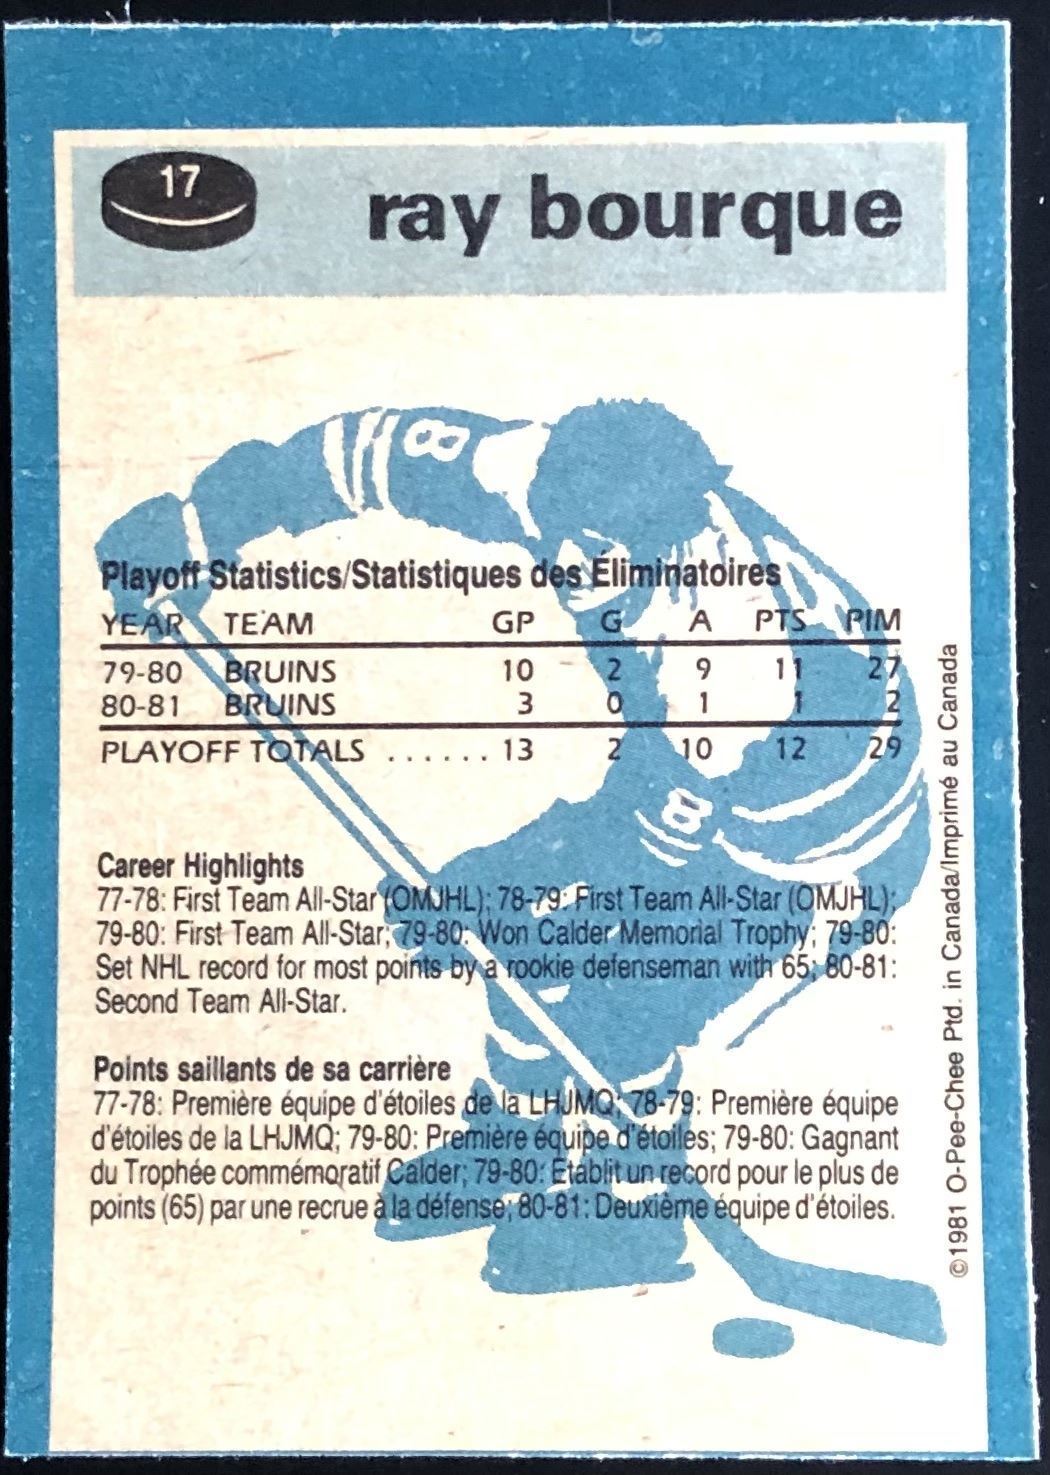 17
ray bourque
8
Playoff Statistics/Statistiques des Éliminatoires
YEAR TEAM GP G A PTS PIM
79-80 BRUINS 10 2 9 11 27
80-81 BRUINS 3 0 1 1 2
PLAYOFF TOTALS ...... 13 2 10 12 29
8
Career Highlights
77-78: First Team All-Star (OMJHL); 78-79: First Team All-Star (OMJHL);
79-80: First Team All-Star; 79-80: Won Calder Memorial Trophy; 79-80:
Set NHL record for most points by a rookie defenseman with 65; 80-81:
Second Team All-Star.
Points saillants de sa carrière
77-78: Première équipe d'étoiles de la LHJMQ; 78-79: Première équipe
d'étoiles de la LHJMQ; 79-80: Première équipe d'étoiles; 79-80: Gagnant
du Trophée commémoratif Calder; 79-80: Établit un record pour le plus de
points (65) par une recrue à la défense; 80-81: Deuxième équipe d'étoiles.
©1981 O-Pee-Chee Ptd. in Canada/Imprimé au Canada